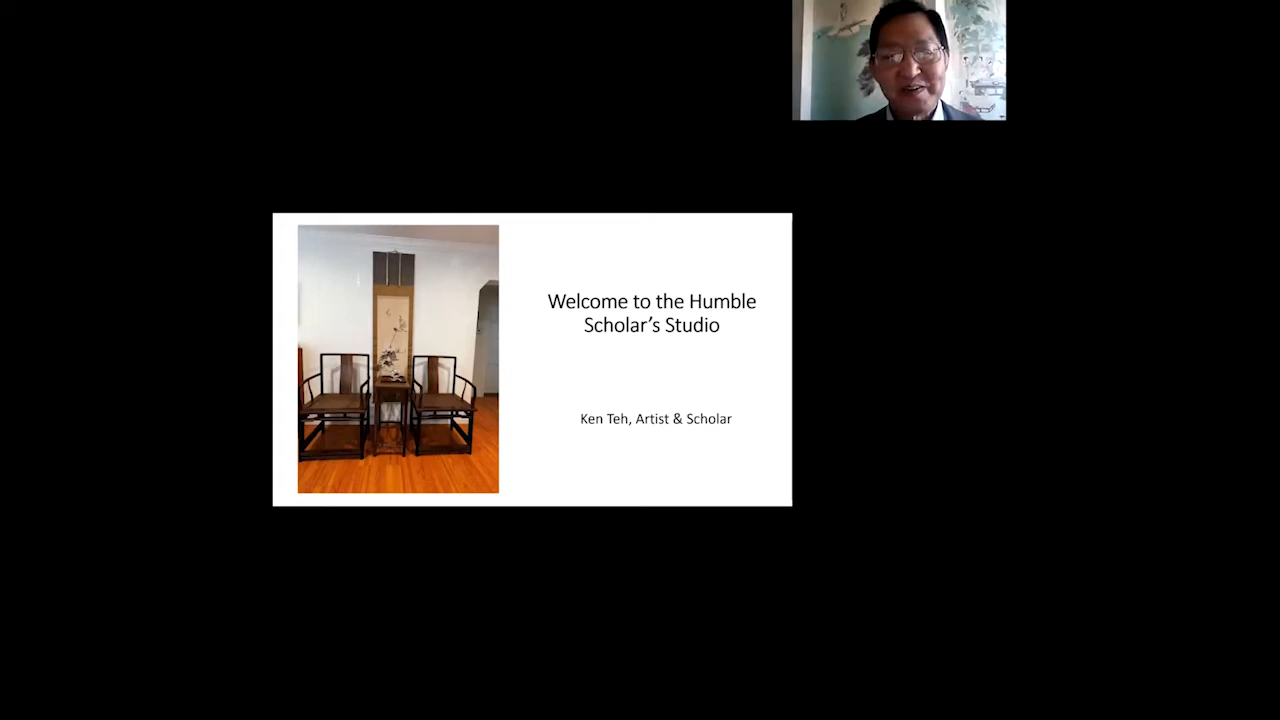 Welcome to the Humble
Scholar’s Studio
Ken Teh, Artist & Scholar